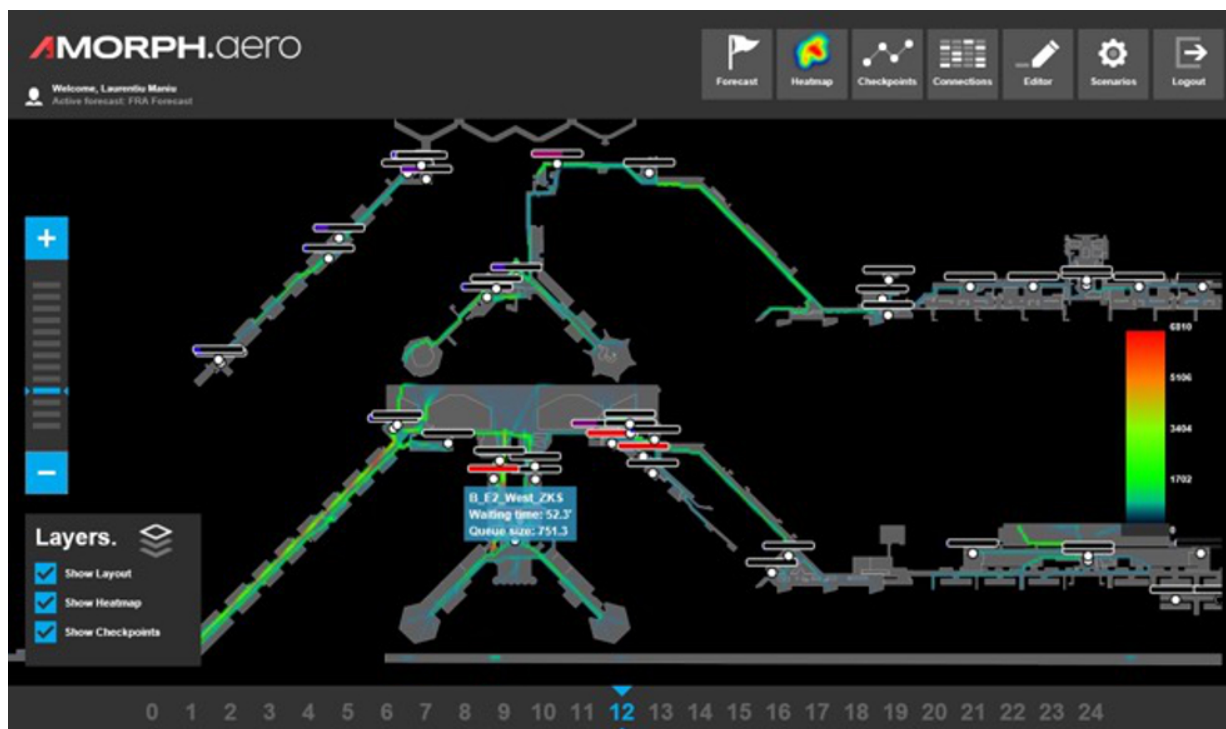 AMORPH.aero
Welcome, Laurentiu Maniu
Active forecast: FRA Forecast
Forecast
Heatmap
Checkpoints
Connections
Editor
Scenarios
Logout
+
6810
5106
3404
1702
0
−
B_E2_West_ZKS
Waiting time: 52.3'
Queue size: 751.3
Layers.
Show Layout
Show Heatmap
Show Checkpoints
0 1 2 3 4 5 6 7 8 9 10 11 12 13 14 15 16 17 18 19 20 21 22 23 24